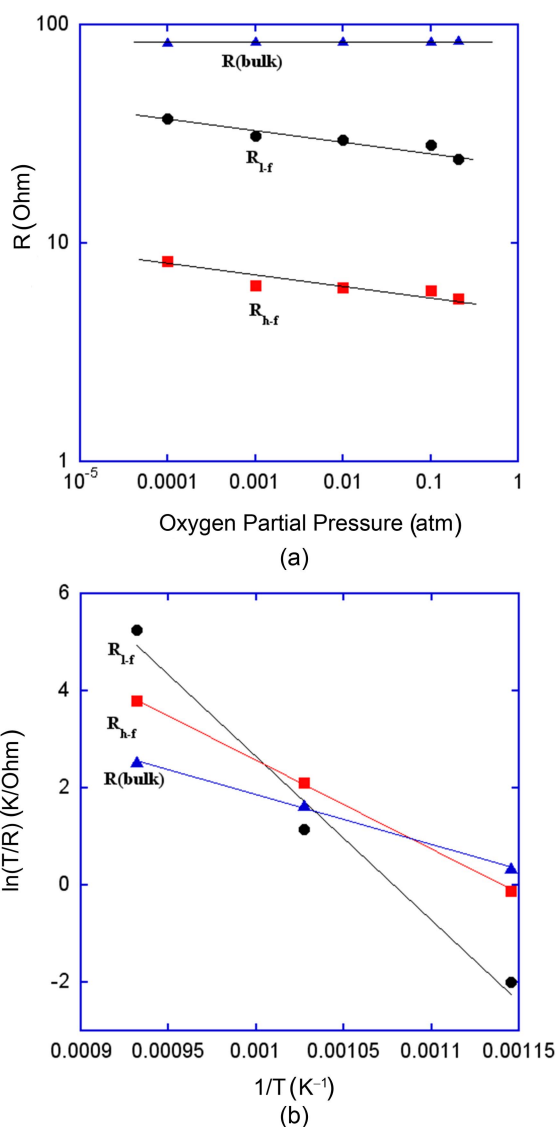 100
R(bulk)
R (Ohm)
R_l-f
10
R_h-f
1
10⁻⁵ 0.0001 0.001 0.01 0.1 1
Oxygen Partial Pressure (atm)
(a)
6
R_l-f
4
R_h-f
R(bulk)
ln(T/R) (K/Ohm)
2
0
-2
0.0009 0.00095 0.001 0.00105 0.0011 0.00115
1/T (K⁻¹)
(b)